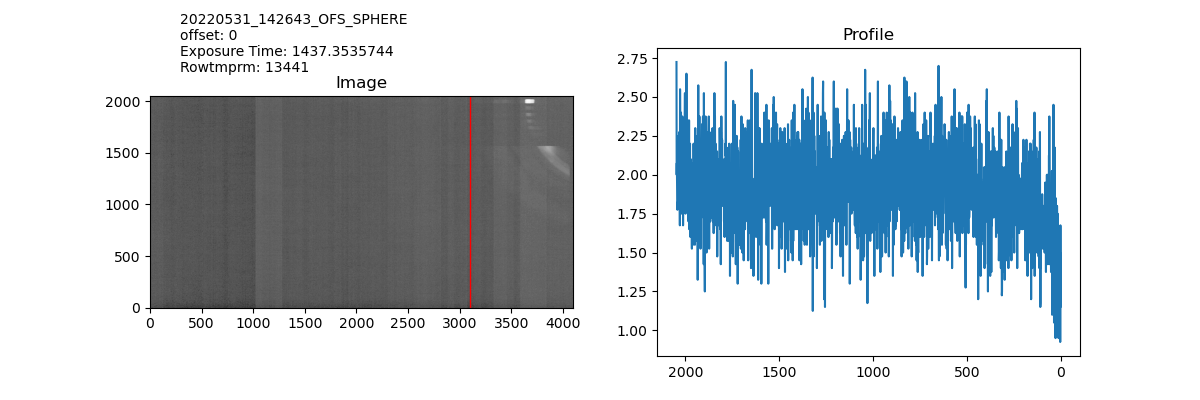 20220531_142643_OFS_SPHERE
offset: 0
Exposure Time: 1437.3535744
Rowtmprm: 13441
Image
2000
1500
1000
500
0
0 500 1000 1500 2000 2500 3000 3500 4000
Profile
2.75
2.50
2.25
2.00
1.75
1.50
1.25
1.00
2000 1500 1000 500 0